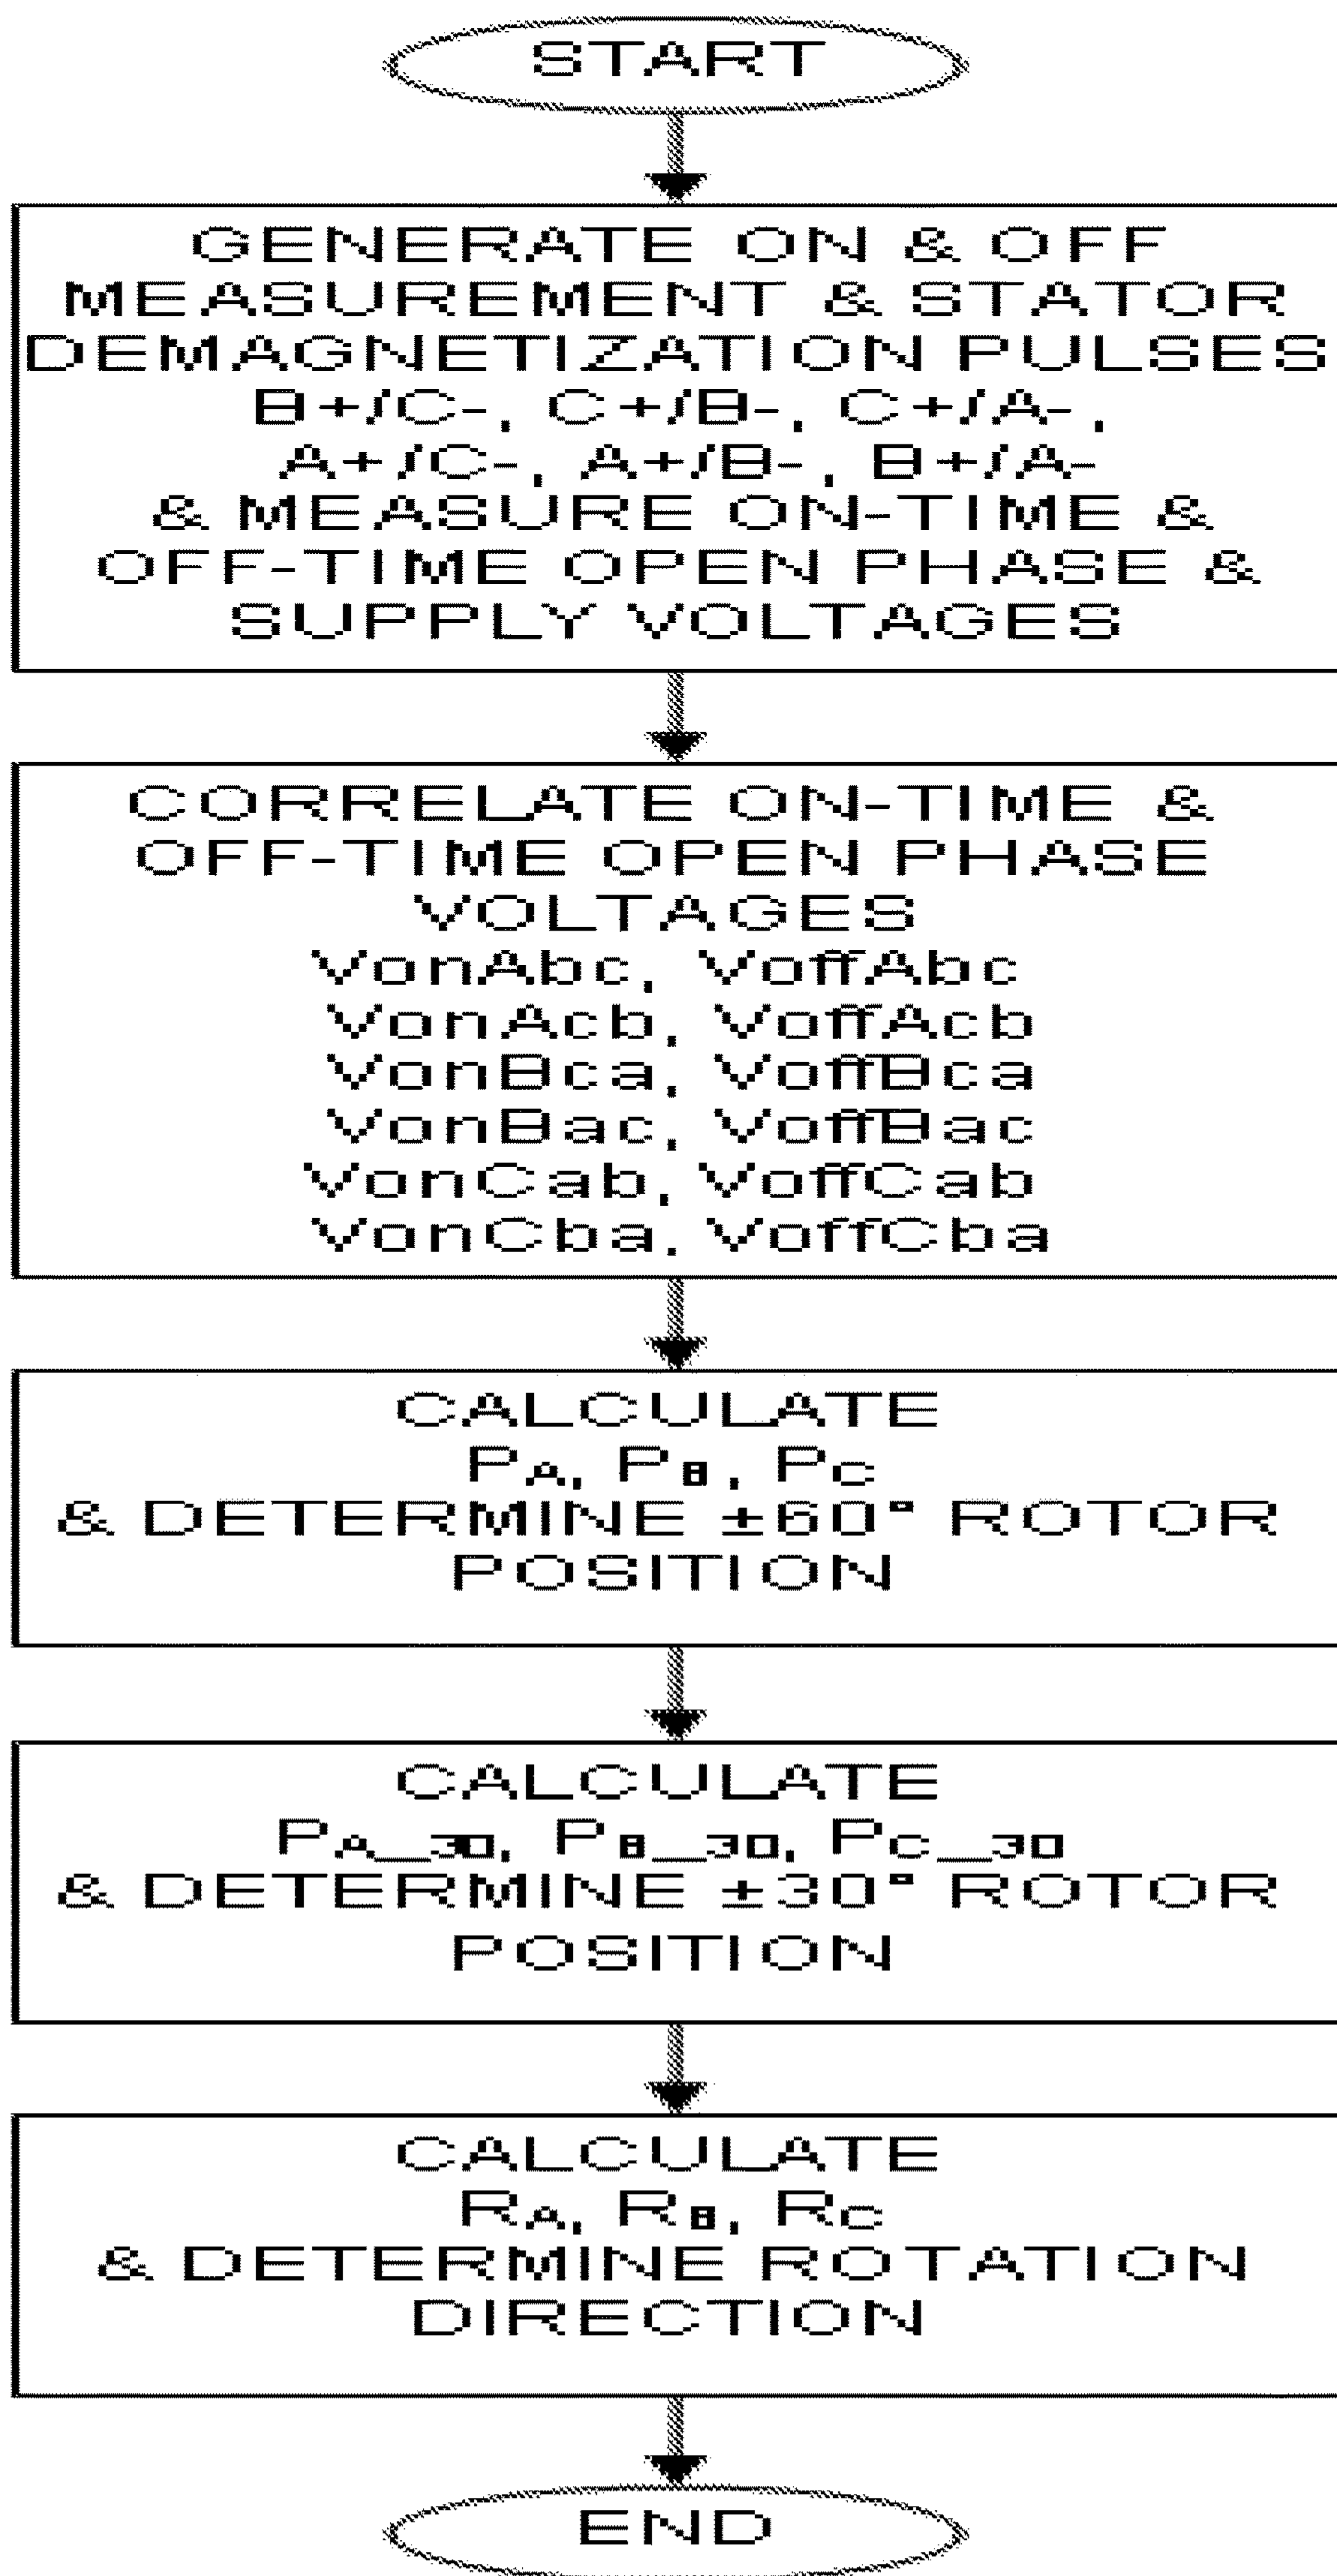 START
GENERATE ON & OFF
MEASUREMENT & STATOR
DEMAGNETIZATION PULSES
B+/C-, C+/B-, C+/A-,
A+/C-, A+/B-, B+/A-
& MEASURE ON-TIME &
OFF-TIME OPEN PHASE &
SUPPLY VOLTAGES
CORRELATE ON-TIME &
OFF-TIME OPEN PHASE
VOLTAGES
VonAbc, VoffAbc
VonAcb, VoffAcb
VonBca, VoffBca
VonBac, VoffBac
VonCab, VoffCab
VonCba, VoffCba
CALCULATE
PA, PB, PC
& DETERMINE ±60° ROTOR
POSITION
CALCULATE
PA_30, PB_30, PC_30
& DETERMINE ±30° ROTOR
POSITION
CALCULATE
RA, RB, RC
& DETERMINE ROTATION
DIRECTION
END